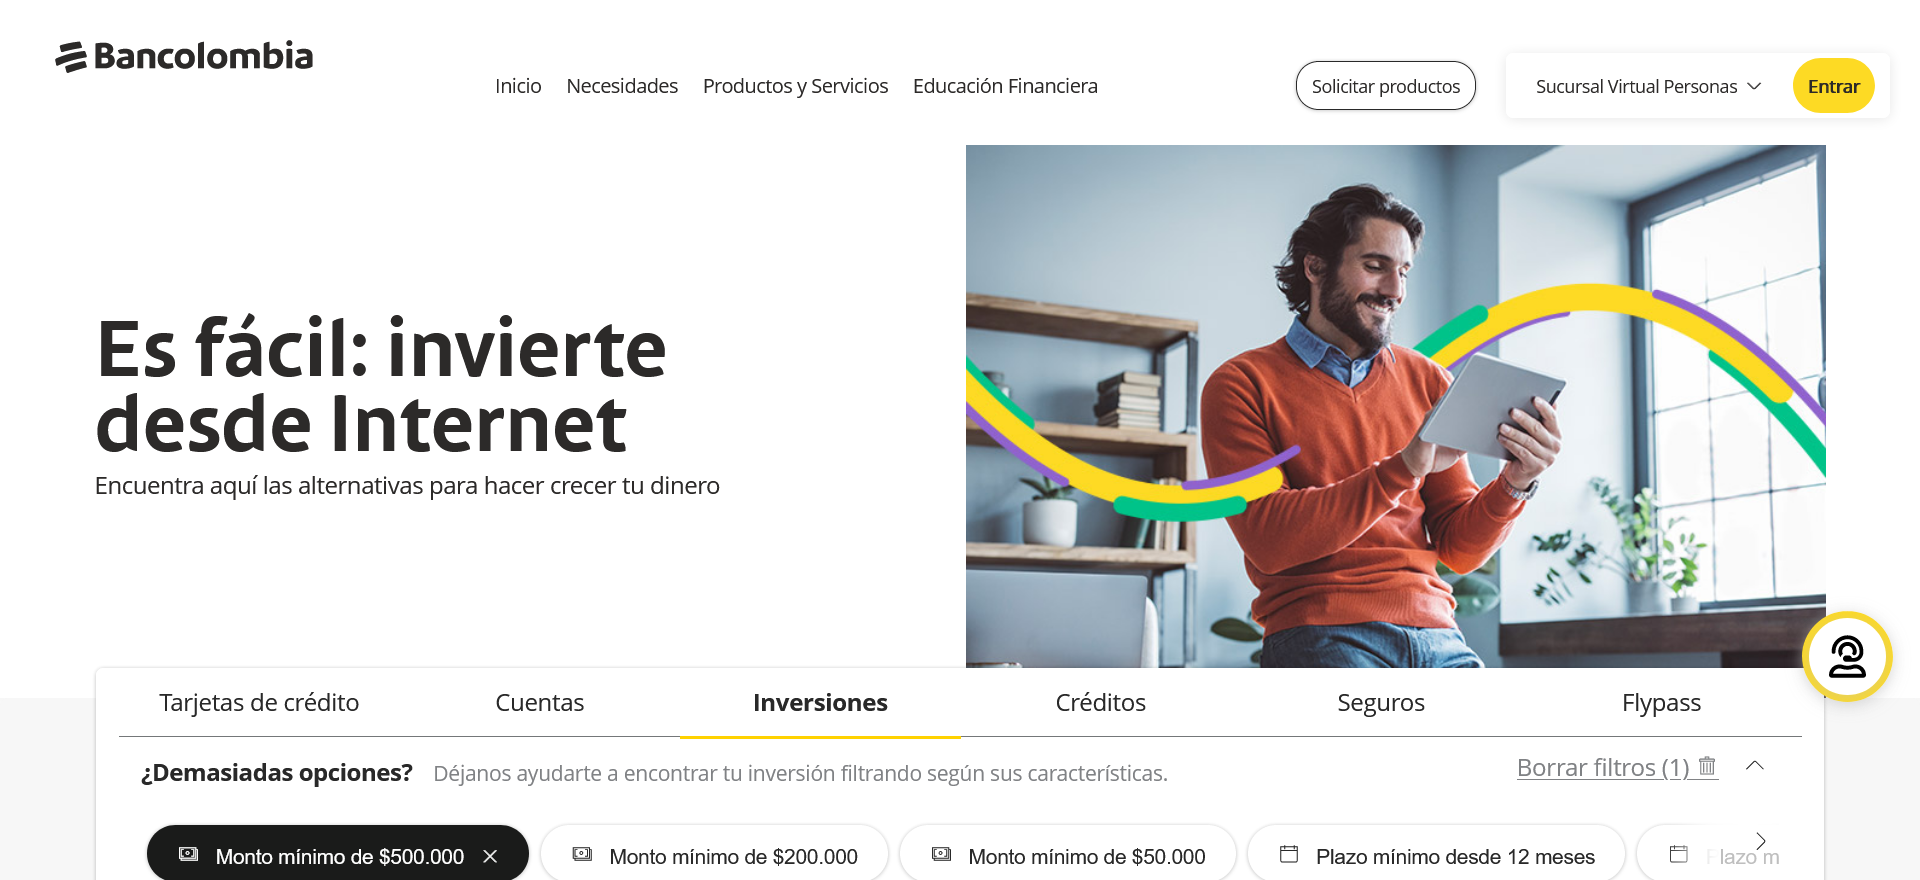 Bancolombia
Inicio Necesidades Productos y Servicios Educación Financiera
Solicitar productos
Sucursal Virtual Personas
Entrar
Es fácil: invierte
desde Internet
Encuentra aquí las alternativas para hacer crecer tu dinero
Tarjetas de crédito Cuentas Inversiones Créditos Seguros Flypass
¿Demasiadas opciones? Déjanos ayudarte a encontrar tu inversión filtrando según sus características.
Borrar filtros (1)
Monto mínimo de $500.000 Monto mínimo de $200.000 Monto mínimo de $50.000 Plazo mínimo desde 12 meses Plazo m